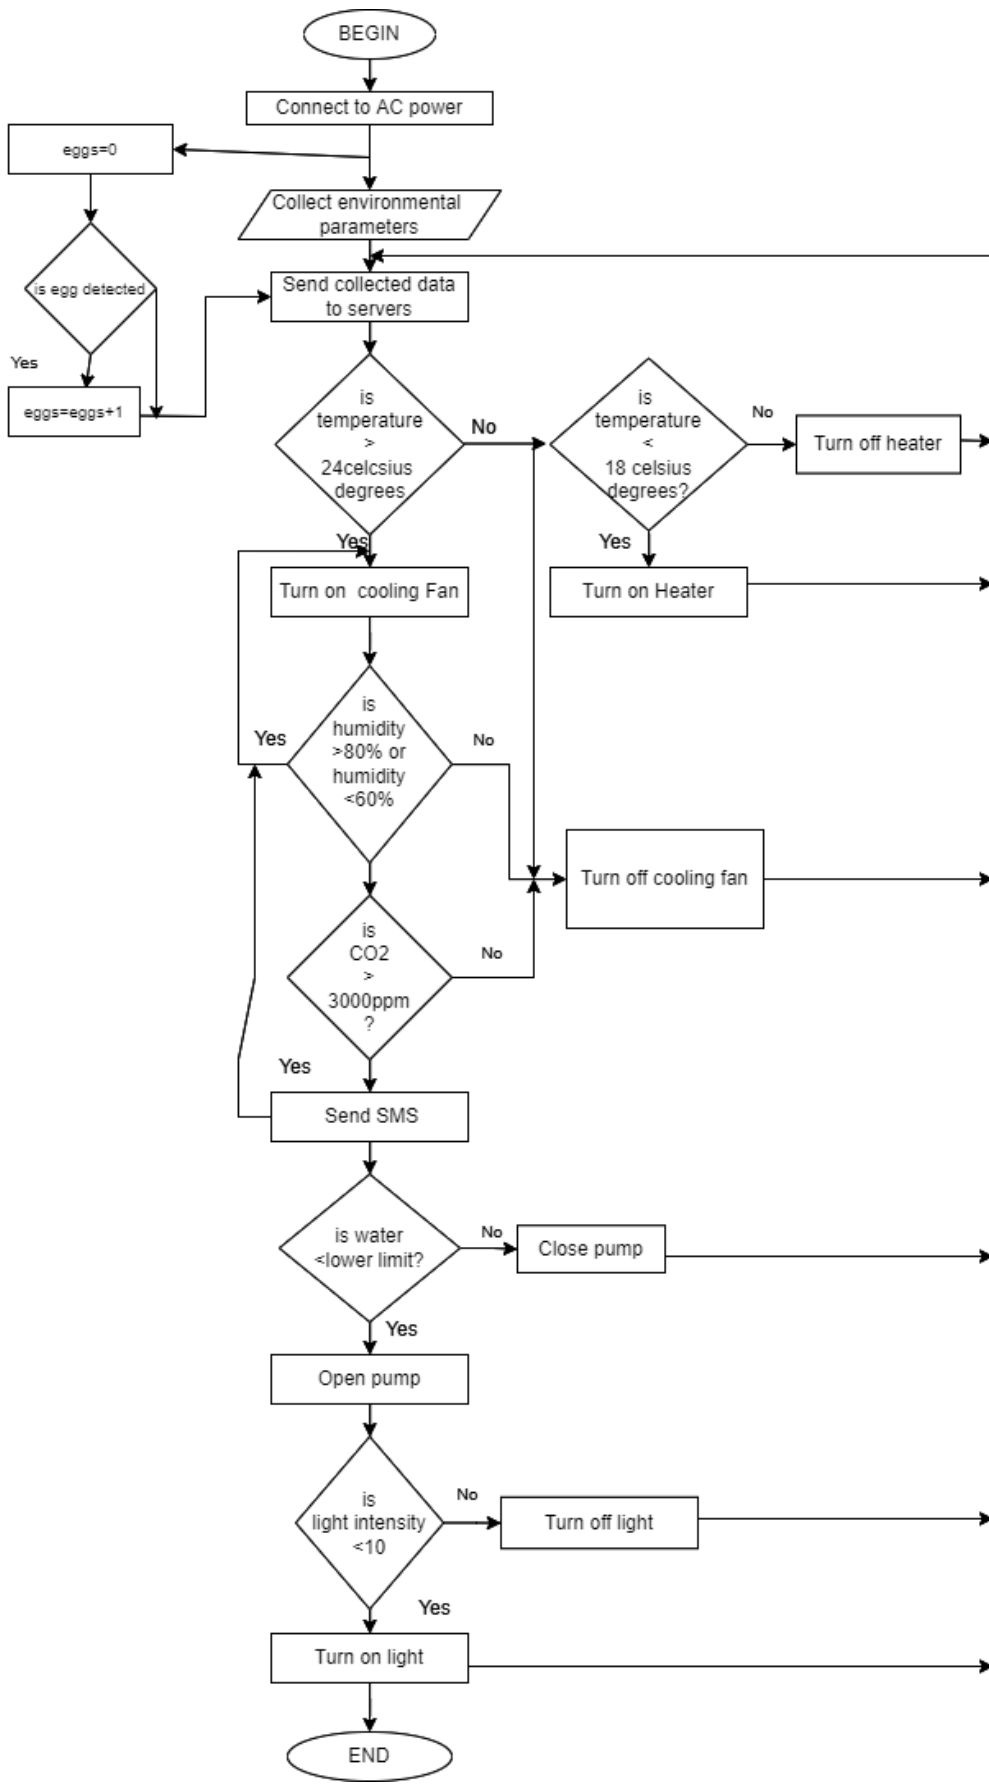 BEGIN
Connect to AC power
eggs=0
Collect environmental
parameters
is egg detected
Send collected data
to servers
Yes
eggs=eggs+1
is
temperature
>
24celcsius
degrees
No
is
temperature
<
18 celsius
degrees?
No
Turn off heater
Yes
Yes
Turn on cooling Fan
Turn on Heater
is
humidity
>80% or
humidity
<60%
Yes
No
Turn off cooling fan
is
CO2
>
3000ppm
?
No
Yes
Send SMS
is water
<lower limit?
No
Close pump
Yes
Open pump
is
light intensity
<10
No
Turn off light
Yes
Turn on light
END